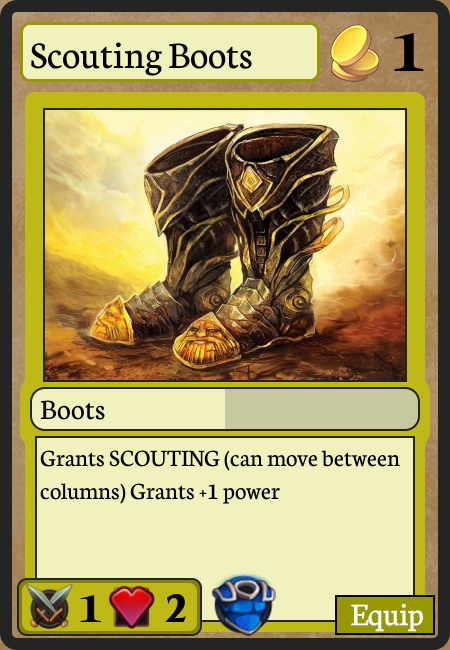 Scouting Boots
1
Boots
Grants SCOUTING (can move between
columns) Grants +1 power
1 2
Equip